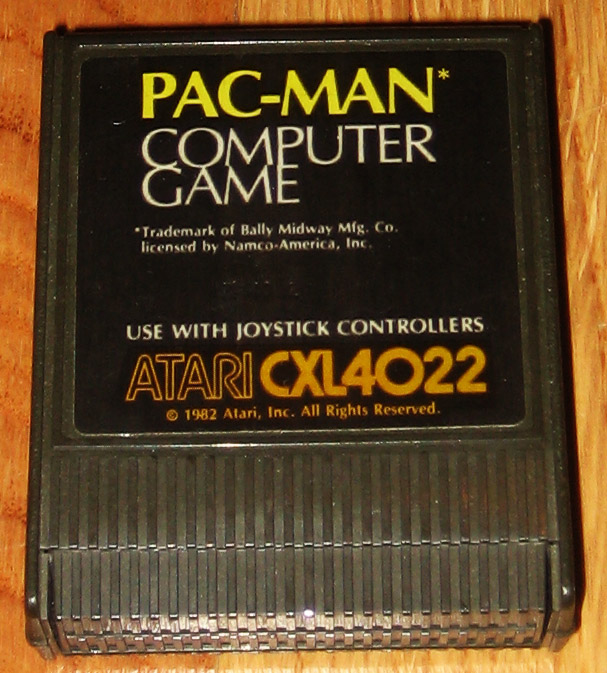 PAC-MAN*
COMPUTER
GAME
*Trademark of Bally Midway Mfg. Co.
licensed by Namco-America, Inc.
USE WITH JOYSTICK CONTROLLERS
ATARI CXL4022
© 1982 Atari, Inc. All Rights Reserved.